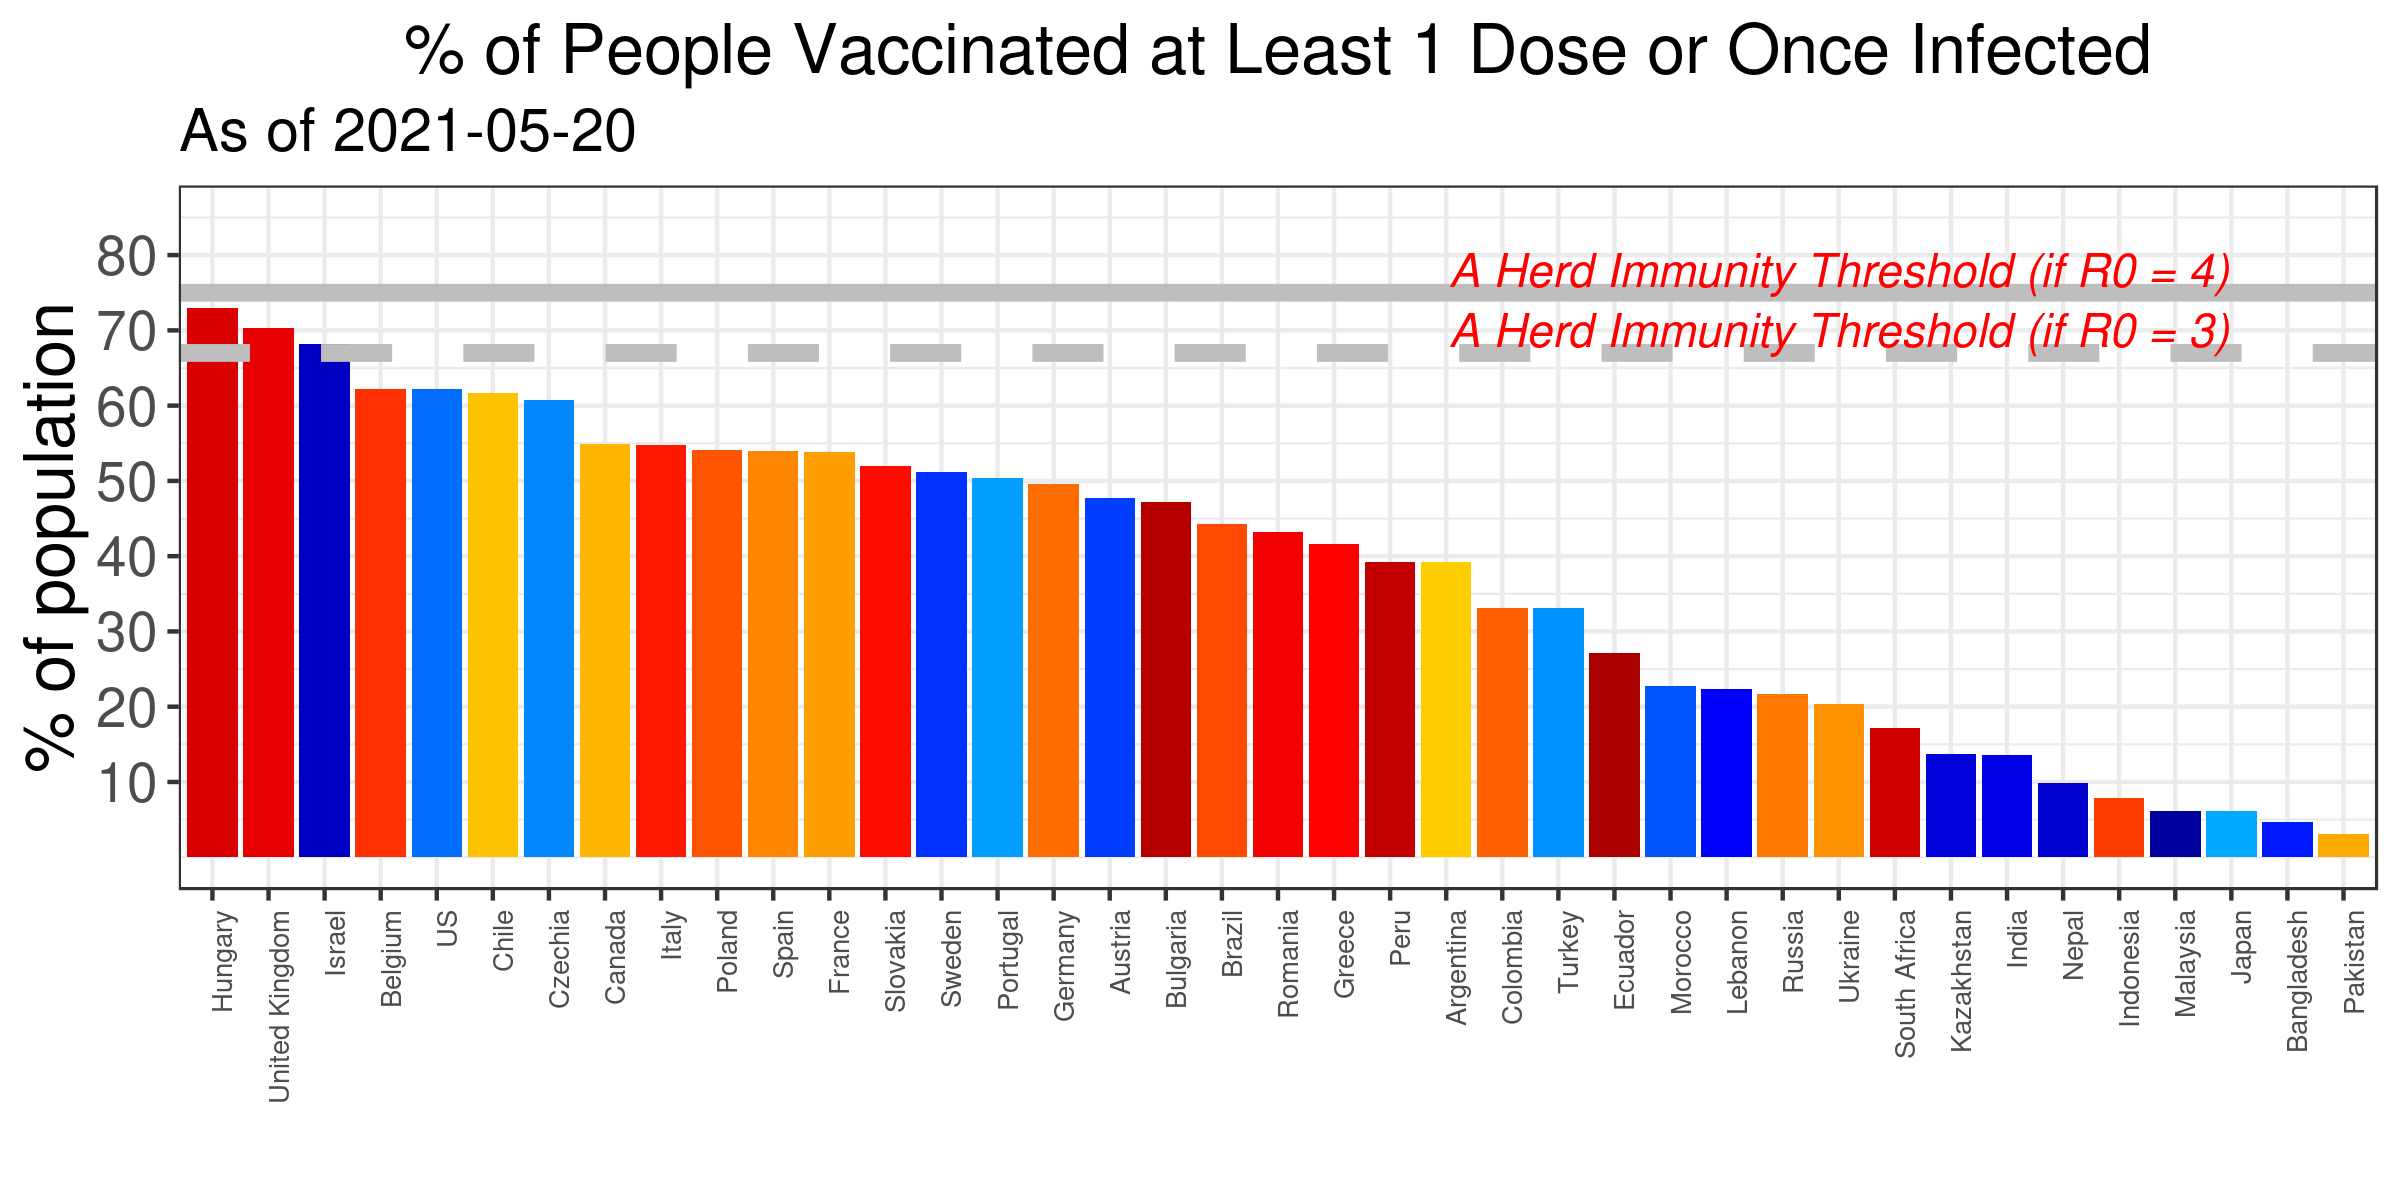 % of People Vaccinated at Least 1 Dose or Once Infected
As of 2021-05-20
% of population
80
70
60
50
40
30
20
10
A Herd Immunity Threshold (if R0 = 4)
A Herd Immunity Threshold (if R0 = 3)
Hungary
United Kingdom
Israel
Belgium
US
Chile
Czechia
Canada
Italy
Poland
Spain
France
Slovakia
Sweden
Portugal
Germany
Austria
Bulgaria
Brazil
Romania
Greece
Peru
Argentina
Colombia
Turkey
Ecuador
Morocco
Lebanon
Russia
Ukraine
South Africa
Kazakhstan
India
Nepal
Indonesia
Malaysia
Japan
Bangladesh
Pakistan